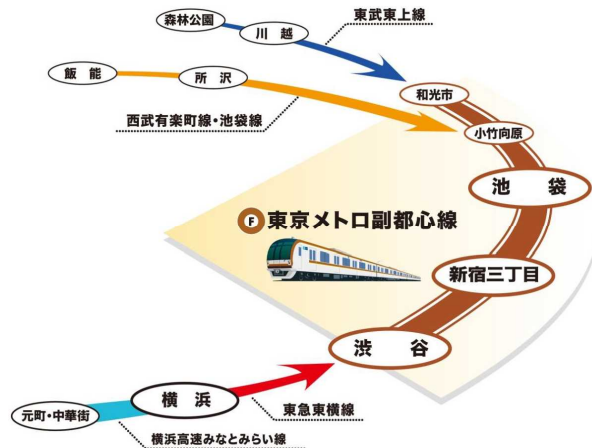 森林公園
川越
東武東上線
飯能
所沢
和光市
西武有楽町線・池袋線
小竹向原
池袋
F 東京メトロ副都心線
新宿三丁目
渋谷
横浜
元町・中華街
東急東横線
横浜高速みなとみらい線